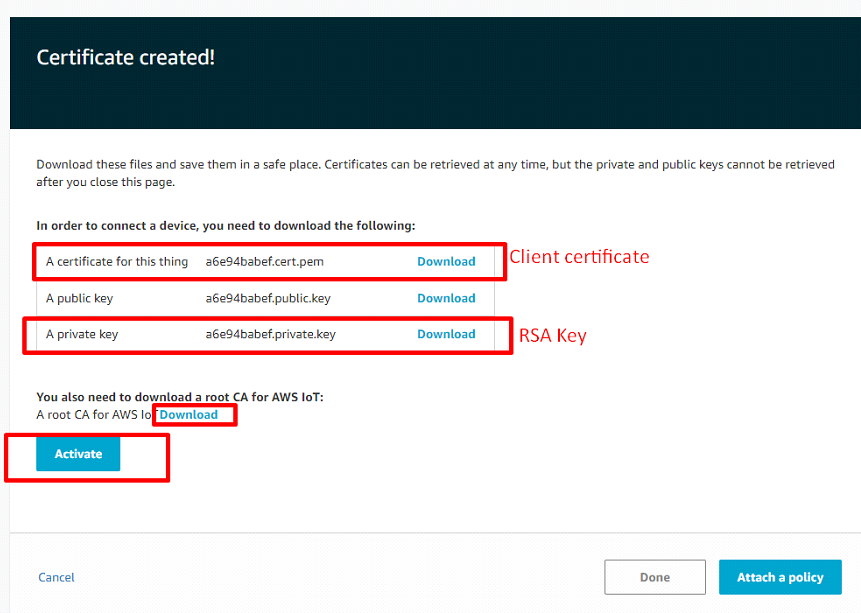 Certificate created!
Download these files and save them in a safe place. Certificates can be retrieved at any time, but the private and public keys cannot be retrieved
after you close this page.
In order to connect a device, you need to download the following:
A certificate for this thing a6e94babef.cert.pem Download Client certificate
A public key a6e94babef.public.key Download
A private key a6e94babef.private.key Download RSA Key
You also need to download a root CA for AWS IoT:
A root CA for AWS Io Download
Activate
Cancel Done Attach a policy